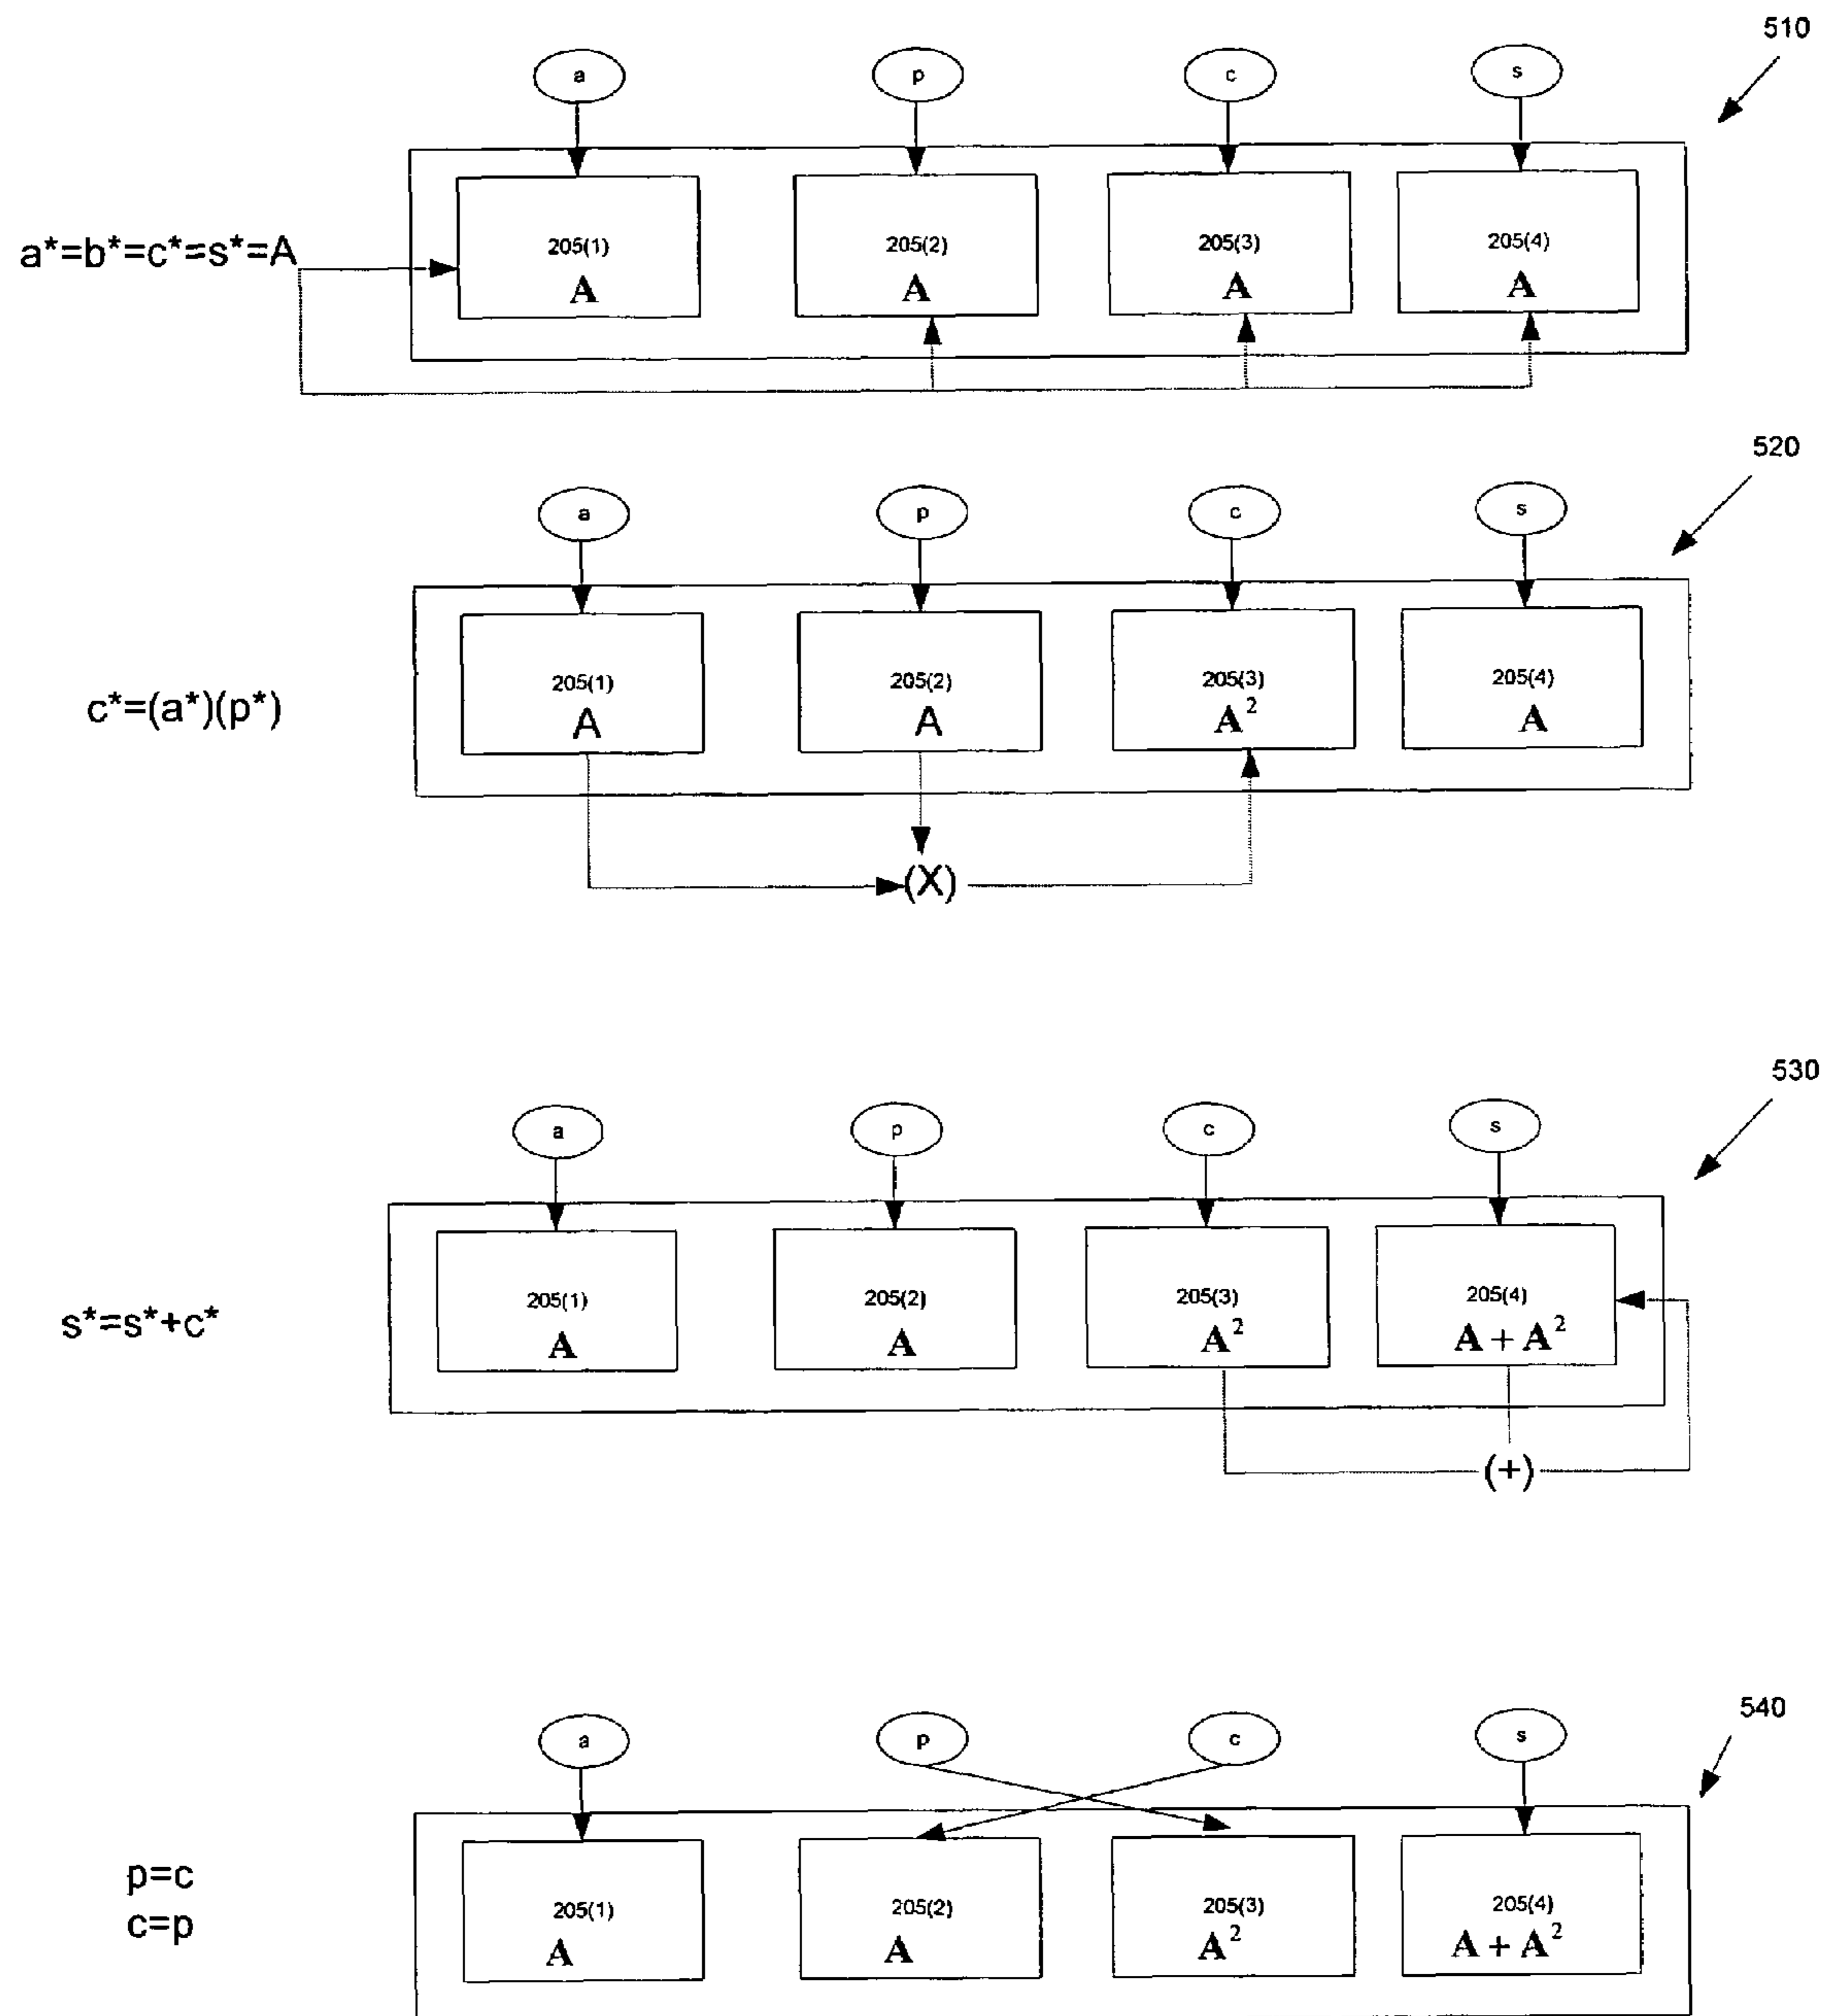 510
a p c s
a*=b*=c*=s*=A
205(1) 205(2) 205(3) 205(4)
A A A A
520
a p c s
c*=(a*)(p*)
205(1) 205(2) 205(3) 205(4)
A A A² A
(X)
530
a p c s
s*=s*+c*
205(1) 205(2) 205(3) 205(4)
A A A² A + A²
(+)
540
a p c s
p=c
c=p
205(1) 205(2) 205(3) 205(4)
A A A² A + A²